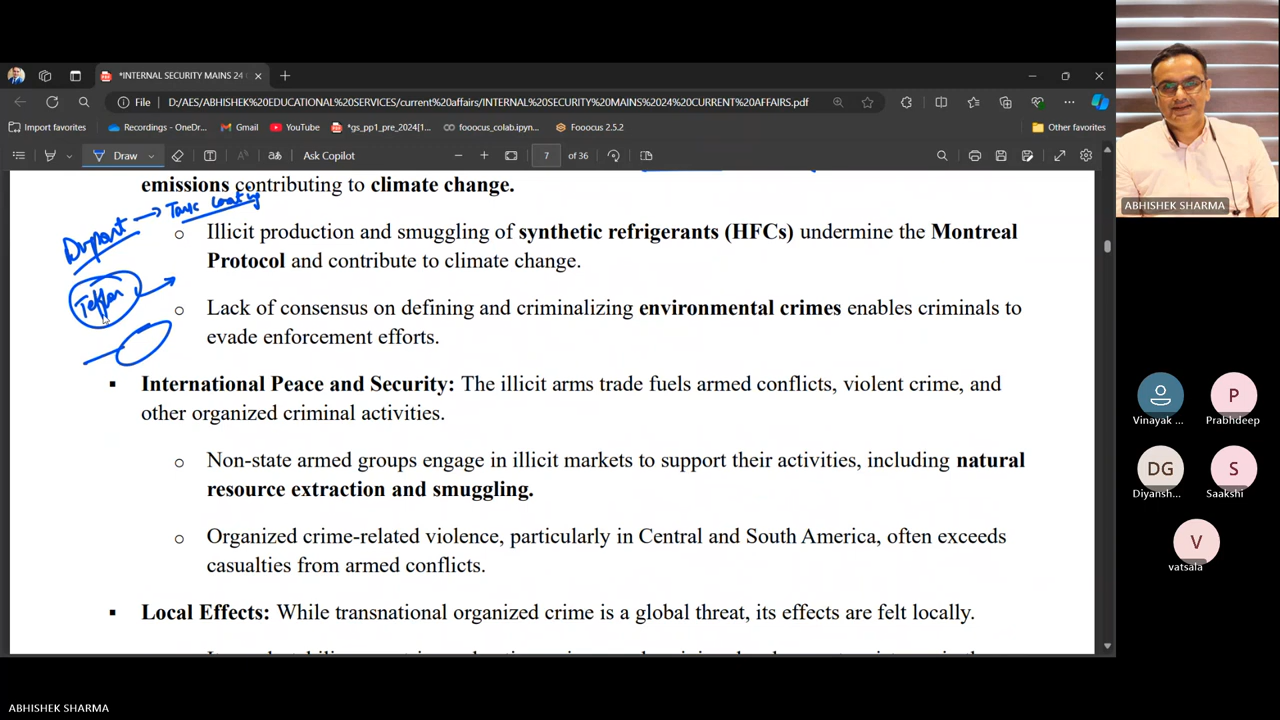 *INTERNAL SECURITY MAINS 24
File D:/AES/ABHISHEK%20EDUCATIONAL%20SERVICES/current%20affairs/INTERNAL%20SECURITY%20MAINS%202024%20CURRENT%20AFFAIRS.pdf
Import favorites Recordings - OneDr... Gmail YouTube *gs_pp1_pre_2024[1... fooocus_colab.ipyn... Fooocus 2.5.2 Other favorites
Draw Ask Copilot 7 of 36
emissions contributing to climate change.
Dupont → Toxic coating
○ Illicit production and smuggling of synthetic refrigerants (HFCs) undermine the Montreal
Protocol and contribute to climate change.
Teflon
○ Lack of consensus on defining and criminalizing environmental crimes enables criminals to
evade enforcement efforts.
▪ International Peace and Security: The illicit arms trade fuels armed conflicts, violent crime, and
other organized criminal activities.
○ Non-state armed groups engage in illicit markets to support their activities, including natural
resource extraction and smuggling.
○ Organized crime-related violence, particularly in Central and South America, often exceeds
casualties from armed conflicts.
▪ Local Effects: While transnational organized crime is a global threat, its effects are felt locally.
ABHISHEK SHARMA
Vinayak ...
P
Prabhdeep
DG
Diyansh...
S
Saakshi
V
vatsala
ABHISHEK SHARMA